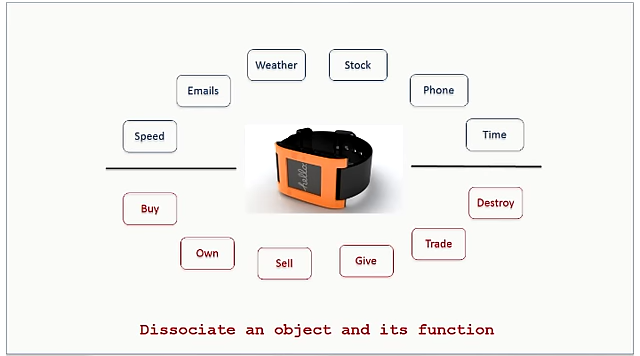 Weather
Stock
Emails
Phone
Speed
Time
hello
Buy
Destroy
Own
Trade
Sell
Give
Dissociate an object and its function